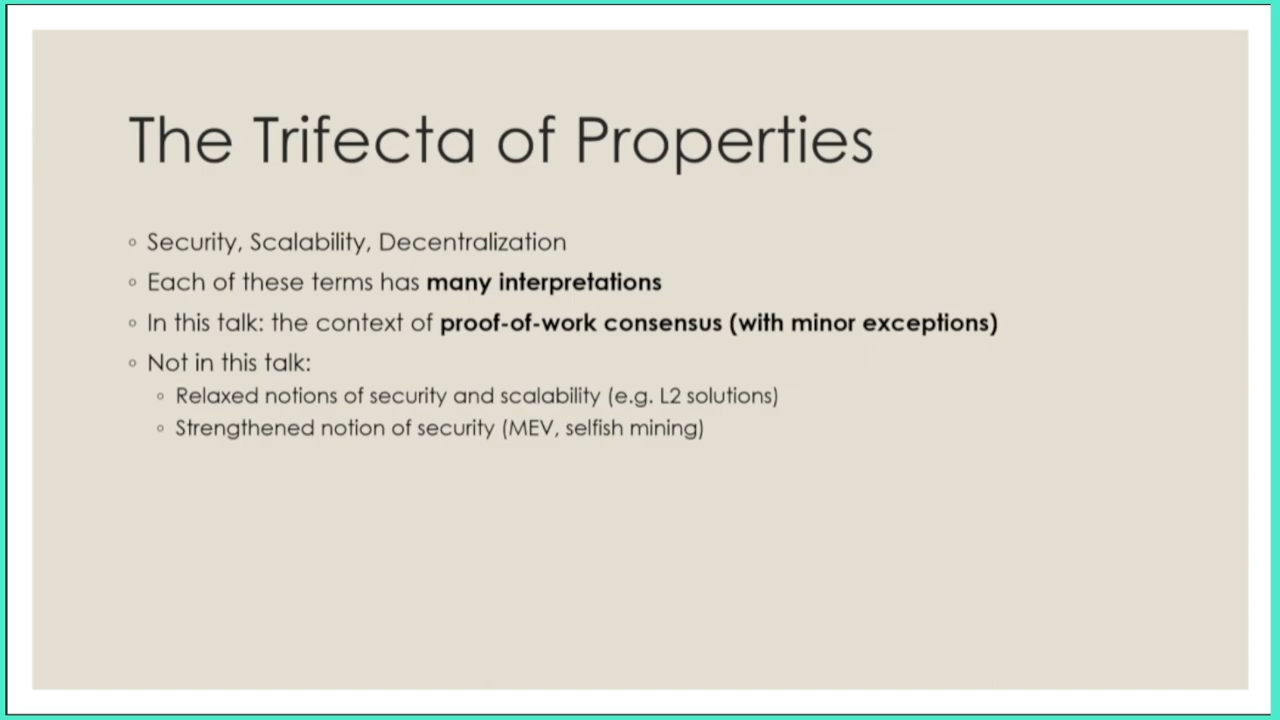 The Trifecta of Properties
◦ Security, Scalability, Decentralization
◦ Each of these terms has many interpretations
◦ In this talk: the context of proof-of-work consensus (with minor exceptions)
◦ Not in this talk:
◦ Relaxed notions of security and scalability (e.g. L2 solutions)
◦ Strengthened notion of security (MEV, selfish mining)